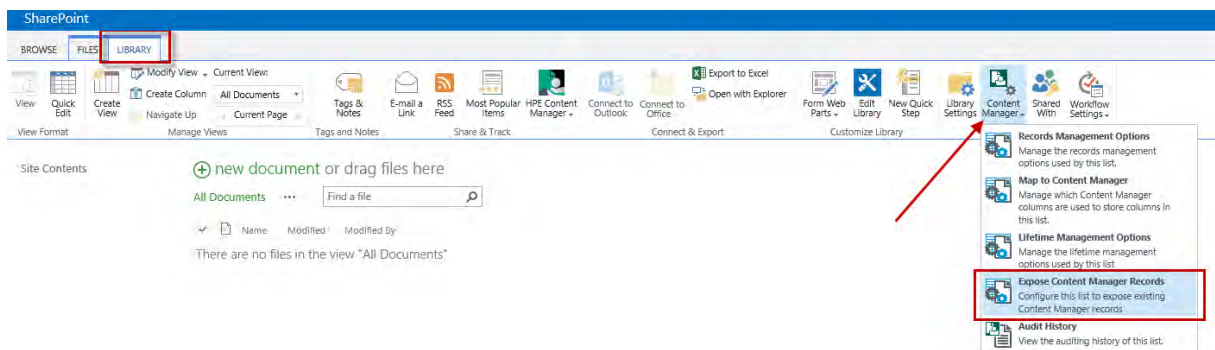 SharePoint
BROWSE FILES LIBRARY
View
Quick Edit
Create View
Modify View
Create Column
Navigate Up
Current View:
All Documents
Current Page
Tags & Notes
E-mail a Link
RSS Feed
Most Popular Items
HPE Content Manager
Connect to Outlook
Connect to Office
Export to Excel
Open with Explorer
Form Web Parts
Edit Library
New Quick Step
Library Settings
Content Manager
Shared With
Workflow Settings
View Format
Manage Views
Tags and Notes
Share & Track
Connect & Export
Customize Library
Site Contents
new document or drag files here
All Documents ... Find a file
Name Modified Modified By
There are no files in the view "All Documents"
Records Management Options
Manage the records management
options used by this list.
Map to Content Manager
Manage which Content Manager
columns are used to store columns in
this list.
Lifetime Management Options
Manage the lifetime management
options used by this list
Expose Content Manager Records
Configure this list to expose existing
Content Manager records
Audit History
View the auditing history of this list.